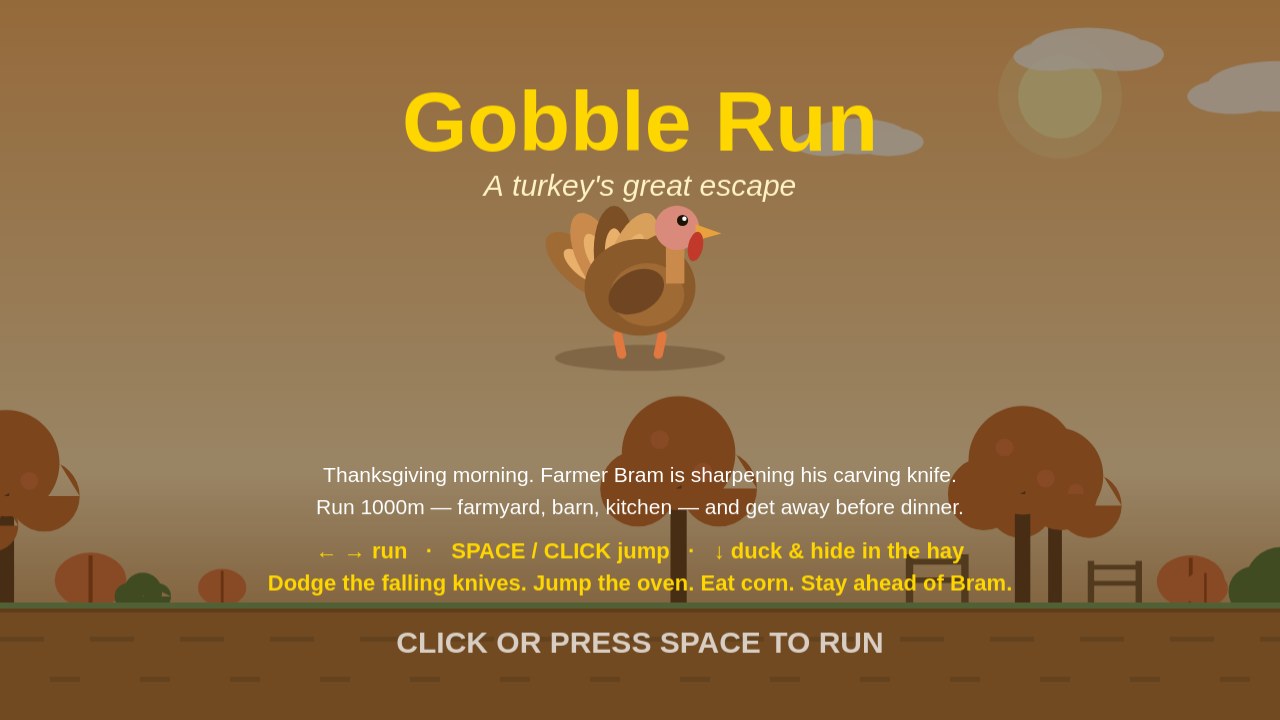 Gobble Run
A turkey's great escape
Thanksgiving morning. Farmer Bram is sharpening his carving knife.
Run 1000m — farmyard, barn, kitchen — and get away before dinner.
← → run · SPACE / CLICK jump · ↓ duck & hide in the hay
Dodge the falling knives. Jump the oven. Eat corn. Stay ahead of Bram.
CLICK OR PRESS SPACE TO RUN